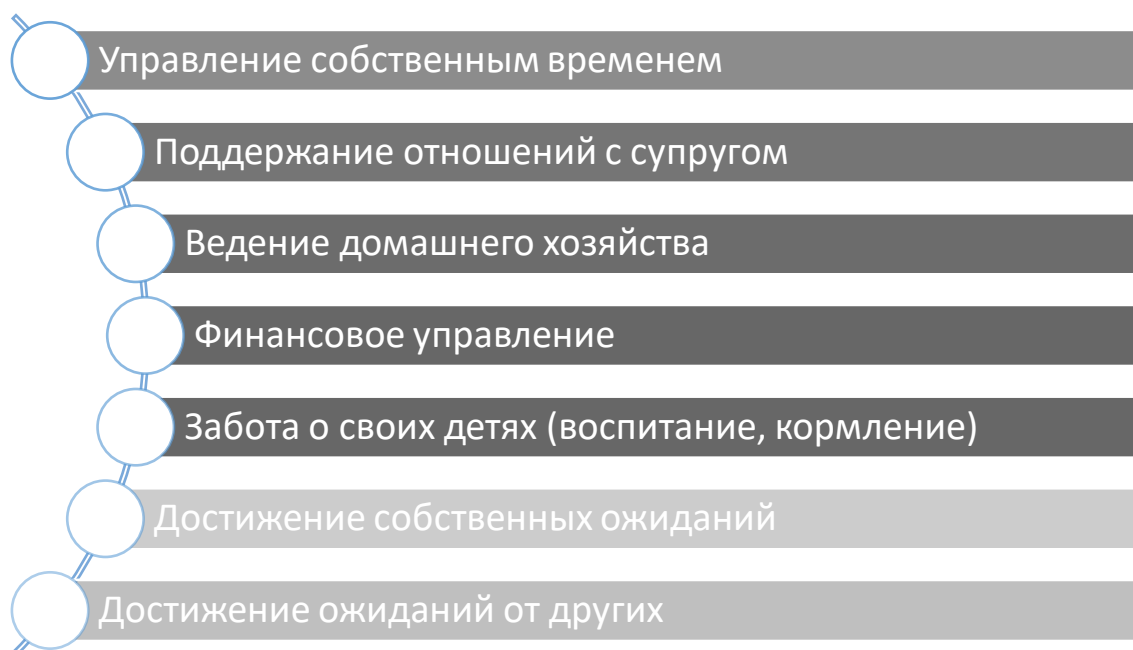 Управление собственным временем
Поддержание отношений с супругом
Ведение домашнего хозяйства
Финансовое управление
Забота о своих детях (воспитание, кормление)
Достижение собственных ожиданий
Достижение ожиданий от других